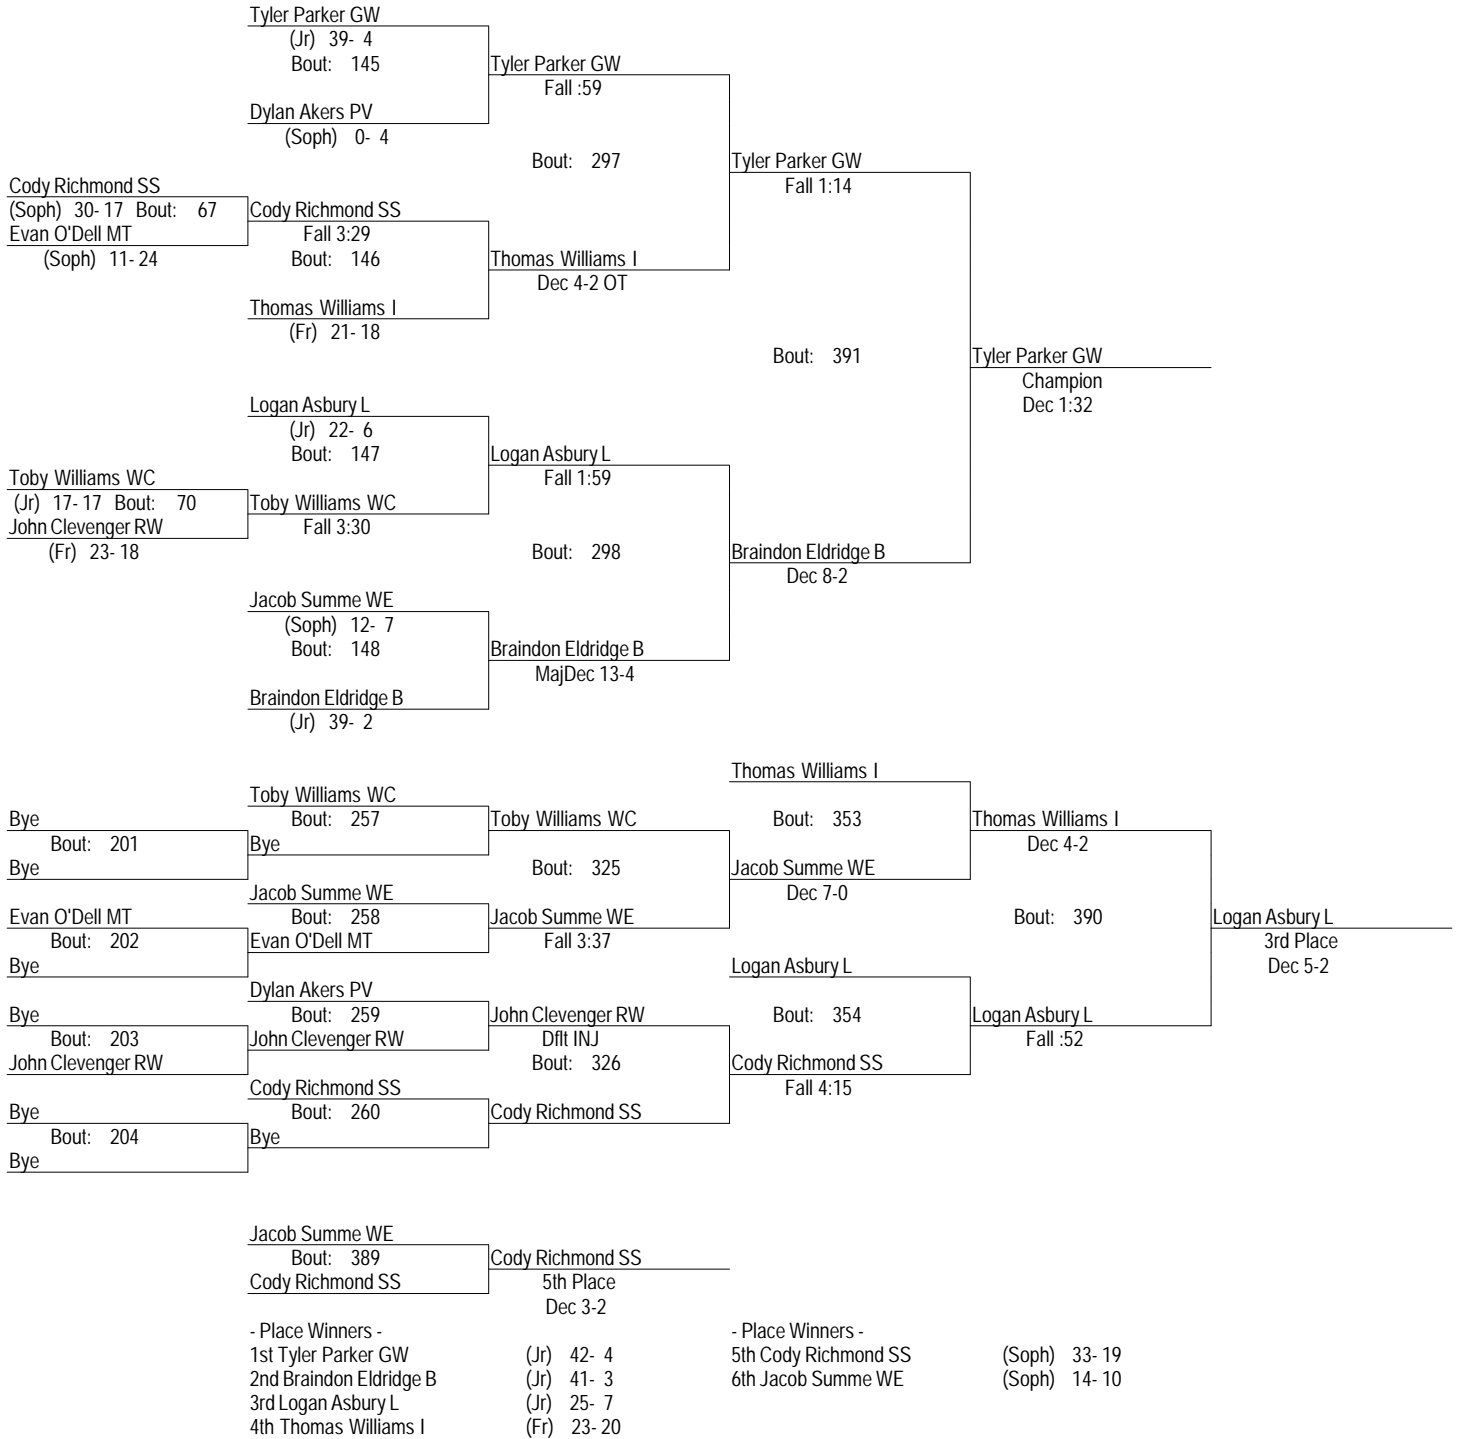 Tyler Parker GW
(Jr) 39- 4
Bout: 145
Tyler Parker GW
Fall :59
Dylan Akers PV
(Soph) 0- 4
Bout: 297
Tyler Parker GW
Fall 1:14
Cody Richmond SS
(Soph) 30- 17 Bout: 67
Evan O'Dell MT
(Soph) 11- 24
Cody Richmond SS
Fall 3:29
Bout: 146
Thomas Williams I
Dec 4-2 OT
Thomas Williams I
(Fr) 21- 18
Bout: 391
Tyler Parker GW
Champion
Dec 1:32
Logan Asbury L
(Jr) 22- 6
Bout: 147
Logan Asbury L
Fall 1:59
Toby Williams WC
(Jr) 17- 17 Bout: 70
John Clevenger RW
(Fr) 23- 18
Toby Williams WC
Fall 3:30
Bout: 298
Braindon Eldridge B
Dec 8-2
Jacob Summe WE
(Soph) 12- 7
Bout: 148
Braindon Eldridge B
MajDec 13-4
Braindon Eldridge B
(Jr) 39- 2
Thomas Williams I
Toby Williams WC
Bye
Bout: 257
Toby Williams WC
Bout: 353
Thomas Williams I
Bout: 201
Bye
Dec 4-2
Bye
Bout: 325
Jacob Summe WE
Jacob Summe WE
Dec 7-0
Evan O'Dell MT
Bout: 258
Jacob Summe WE
Bout: 390
Logan Asbury L
Bout: 202
Evan O'Dell MT
Fall 3:37
3rd Place
Bye
Logan Asbury L
Dec 5-2
Dylan Akers PV
Bye
Bout: 259
John Clevenger RW
Bout: 354
Logan Asbury L
Bout: 203
John Clevenger RW
Dflt INJ
Fall :52
John Clevenger RW
Bout: 326
Cody Richmond SS
Cody Richmond SS
Fall 4:15
Bye
Bout: 260
Cody Richmond SS
Bout: 204
Bye
Bye
Jacob Summe WE
Bout: 389
Cody Richmond SS
Cody Richmond SS
5th Place
Dec 3-2
- Place Winners -
1st Tyler Parker GW (Jr) 42- 4
2nd Braindon Eldridge B (Jr) 41- 3
3rd Logan Asbury L (Jr) 25- 7
4th Thomas Williams I (Fr) 23- 20
- Place Winners -
5th Cody Richmond SS (Soph) 33- 19
6th Jacob Summe WE (Soph) 14- 10